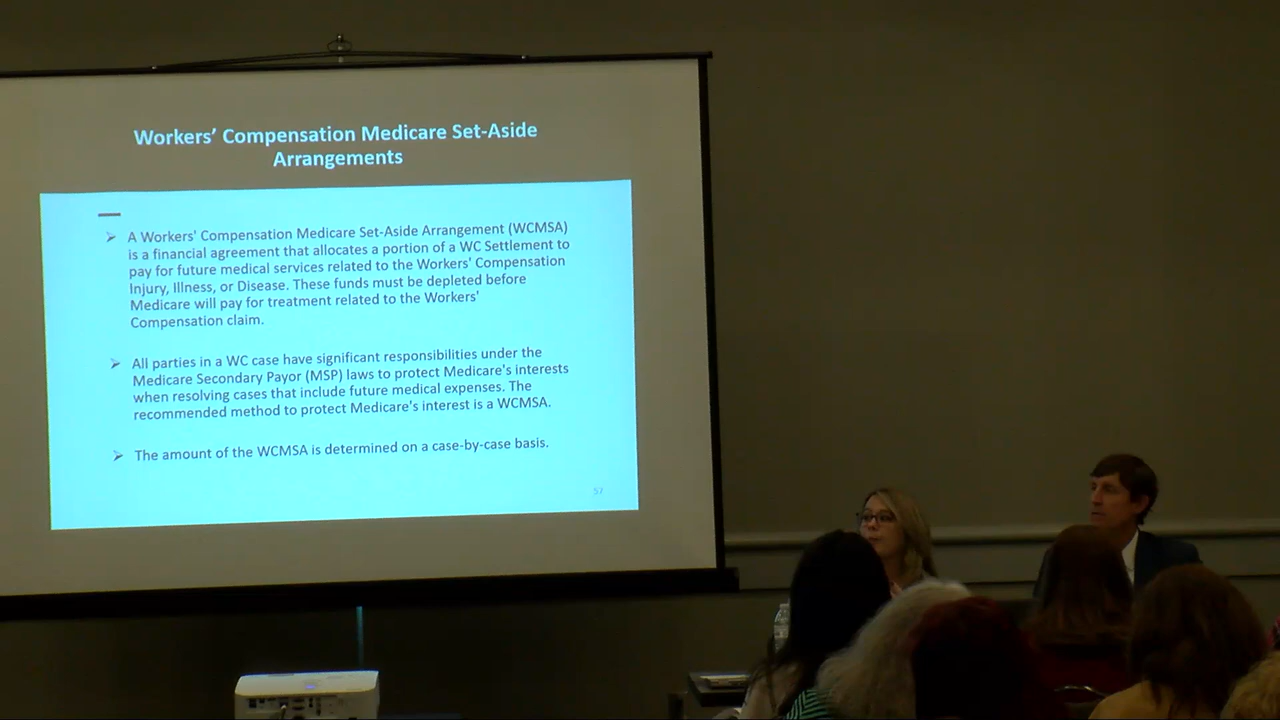 Workers’ Compensation Medicare Set-Aside
Arrangements
➢ A Workers' Compensation Medicare Set-Aside Arrangement (WCMSA)
is a financial agreement that allocates a portion of a WC Settlement to
pay for future medical services related to the Workers' Compensation
Injury, Illness, or Disease. These funds must be depleted before
Medicare will pay for treatment related to the Workers'
Compensation claim.
➢ All parties in a WC case have significant responsibilities under the
Medicare Secondary Payor (MSP) laws to protect Medicare's interests
when resolving cases that include future medical expenses. The
recommended method to protect Medicare's interest is a WCMSA.
➢ The amount of the WCMSA is determined on a case-by-case basis.
57